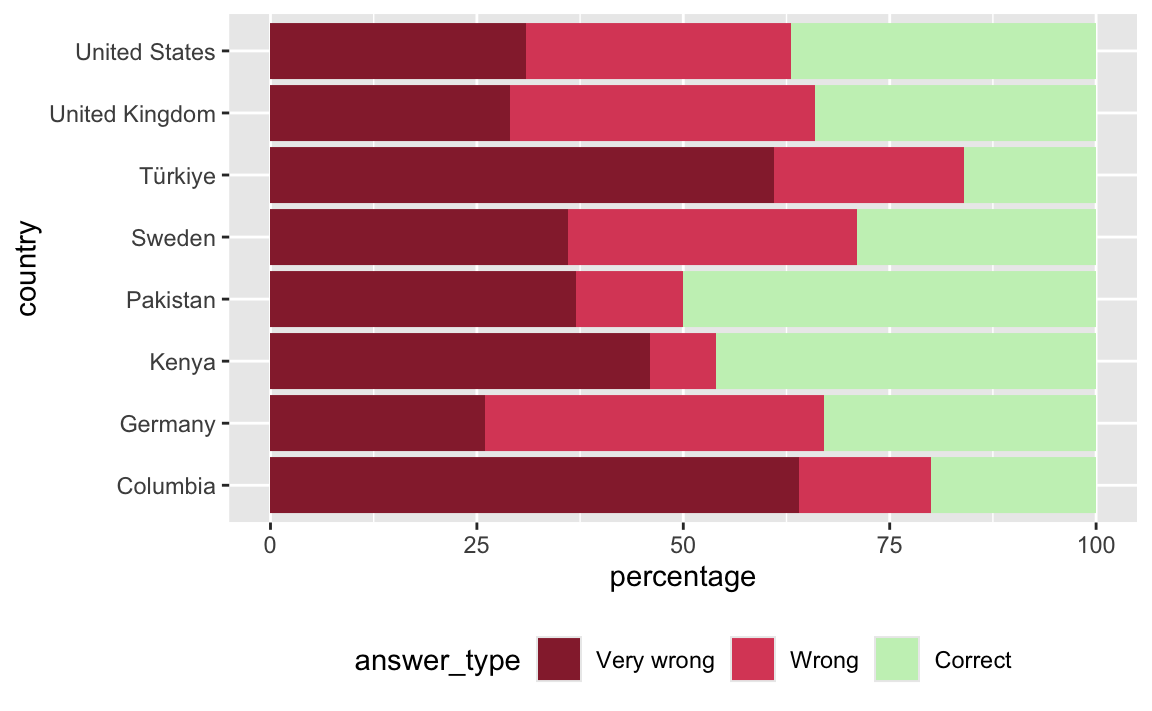 United States
United Kingdom
Türkiye
Sweden
Pakistan
Kenya
Germany
Columbia
country
0 25 50 75 100
percentage
answer_type Very wrong Wrong Correct